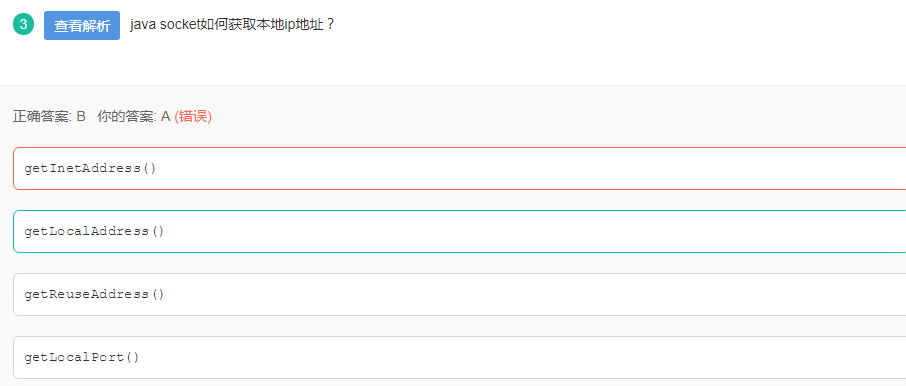 3 查看解析 java socket如何获取本地ip地址？
正确答案: B 你的答案: A (错误)
getInetAddress()
getLocalAddress()
getReuseAddress()
getLocalPort()